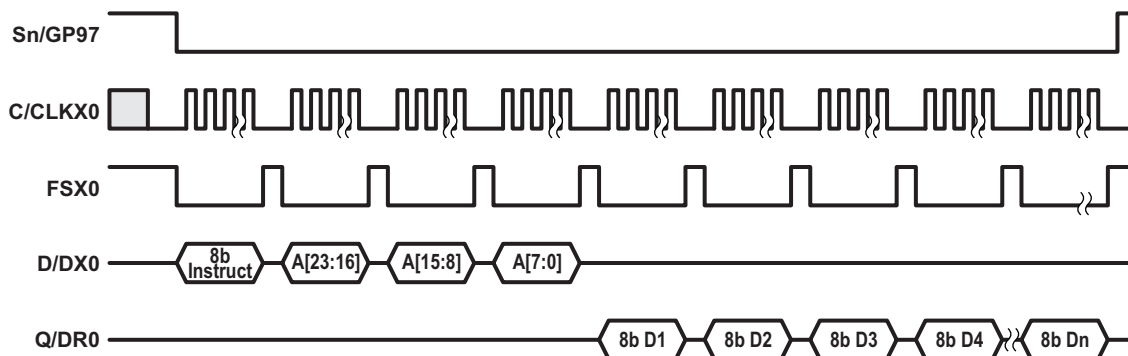 Sn/GP97
C/CLKX0
FSX0
D/DX0
8b
Instruct
A[23:16]
A[15:8]
A[7:0]
Q/DR0
8b D1
8b D2
8b D3
8b D4
8b Dn